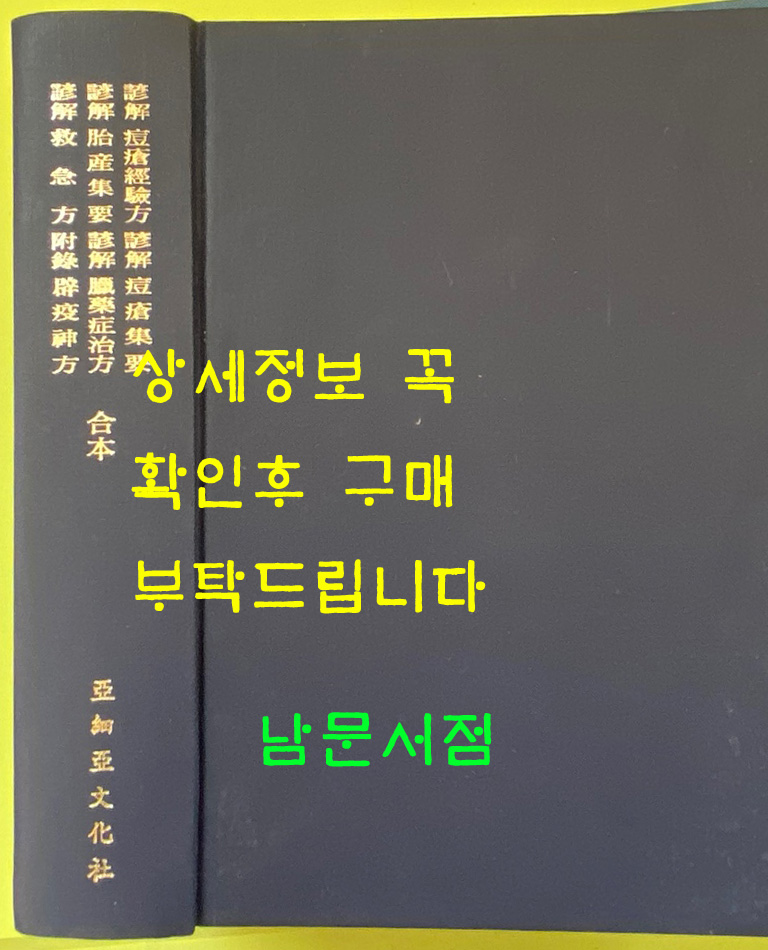 諺解 痘瘡經驗方 諺解 痘瘡集要
諺解 胎産集要 諺解 臘藥症治方 合本
諺解 救急方 附錄 辟疫神方
亞細亞文化社
상세정보 꼭
확인후 구매
부탁드립니다
남문서점